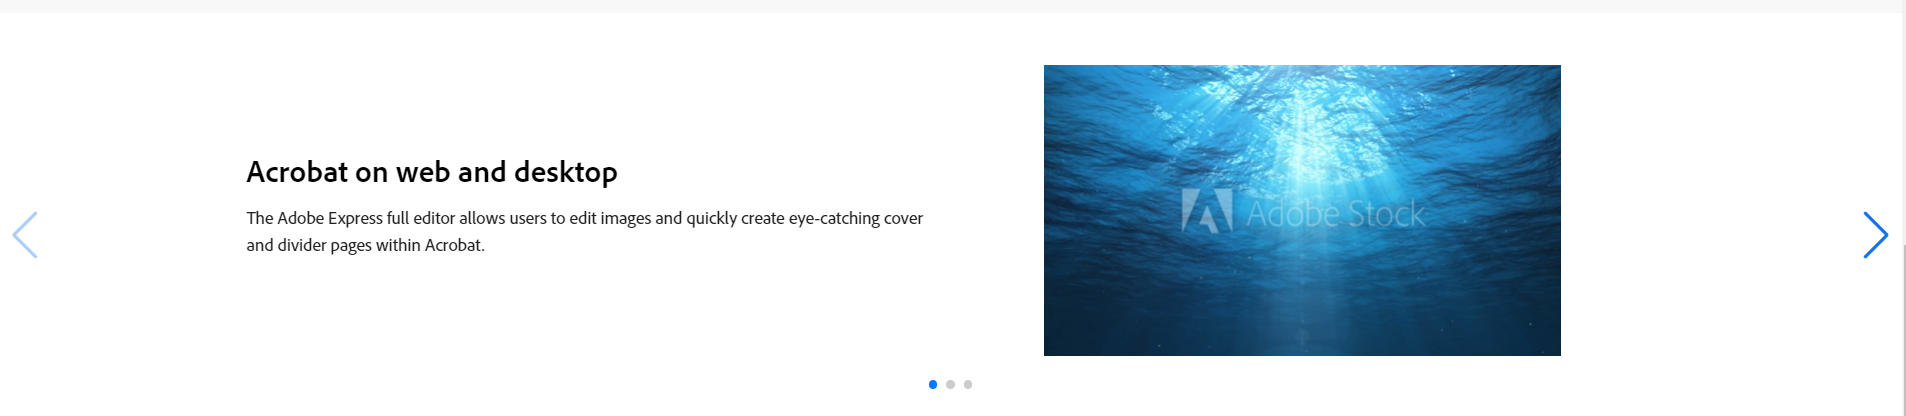 Acrobat on web and desktop
The Adobe Express full editor allows users to edit images and quickly create eye-catching cover
and divider pages within Acrobat.
Adobe Stock